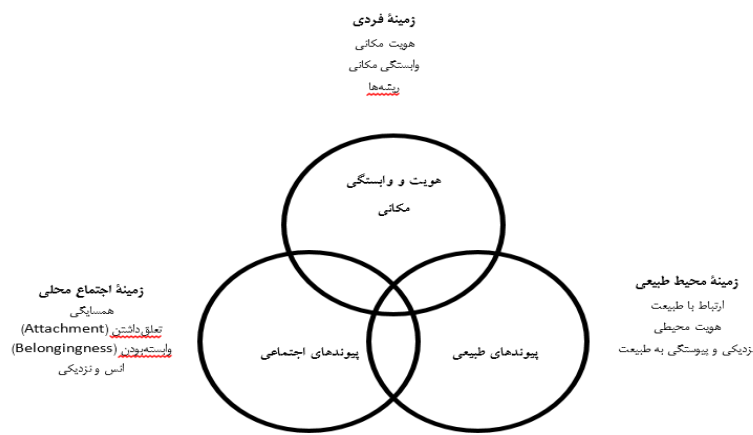 زمینهٔ فردی
هویت مکانی
وابستگی مکانی
ریشه‌ها
هویت و وابستگی
مکانی
زمینهٔ محیط طبیعی
ارتباط با طبیعت
هویت محیطی
نزدیکی و پیوستگی به طبیعت
زمینهٔ اجتماع محلی
همسایگی
تعلق‌داشتن (Attachment)
وابسته‌بودن (Belongingness)
انس و نزدیکی
پیوندهای طبیعی
پیوندهای اجتماعی